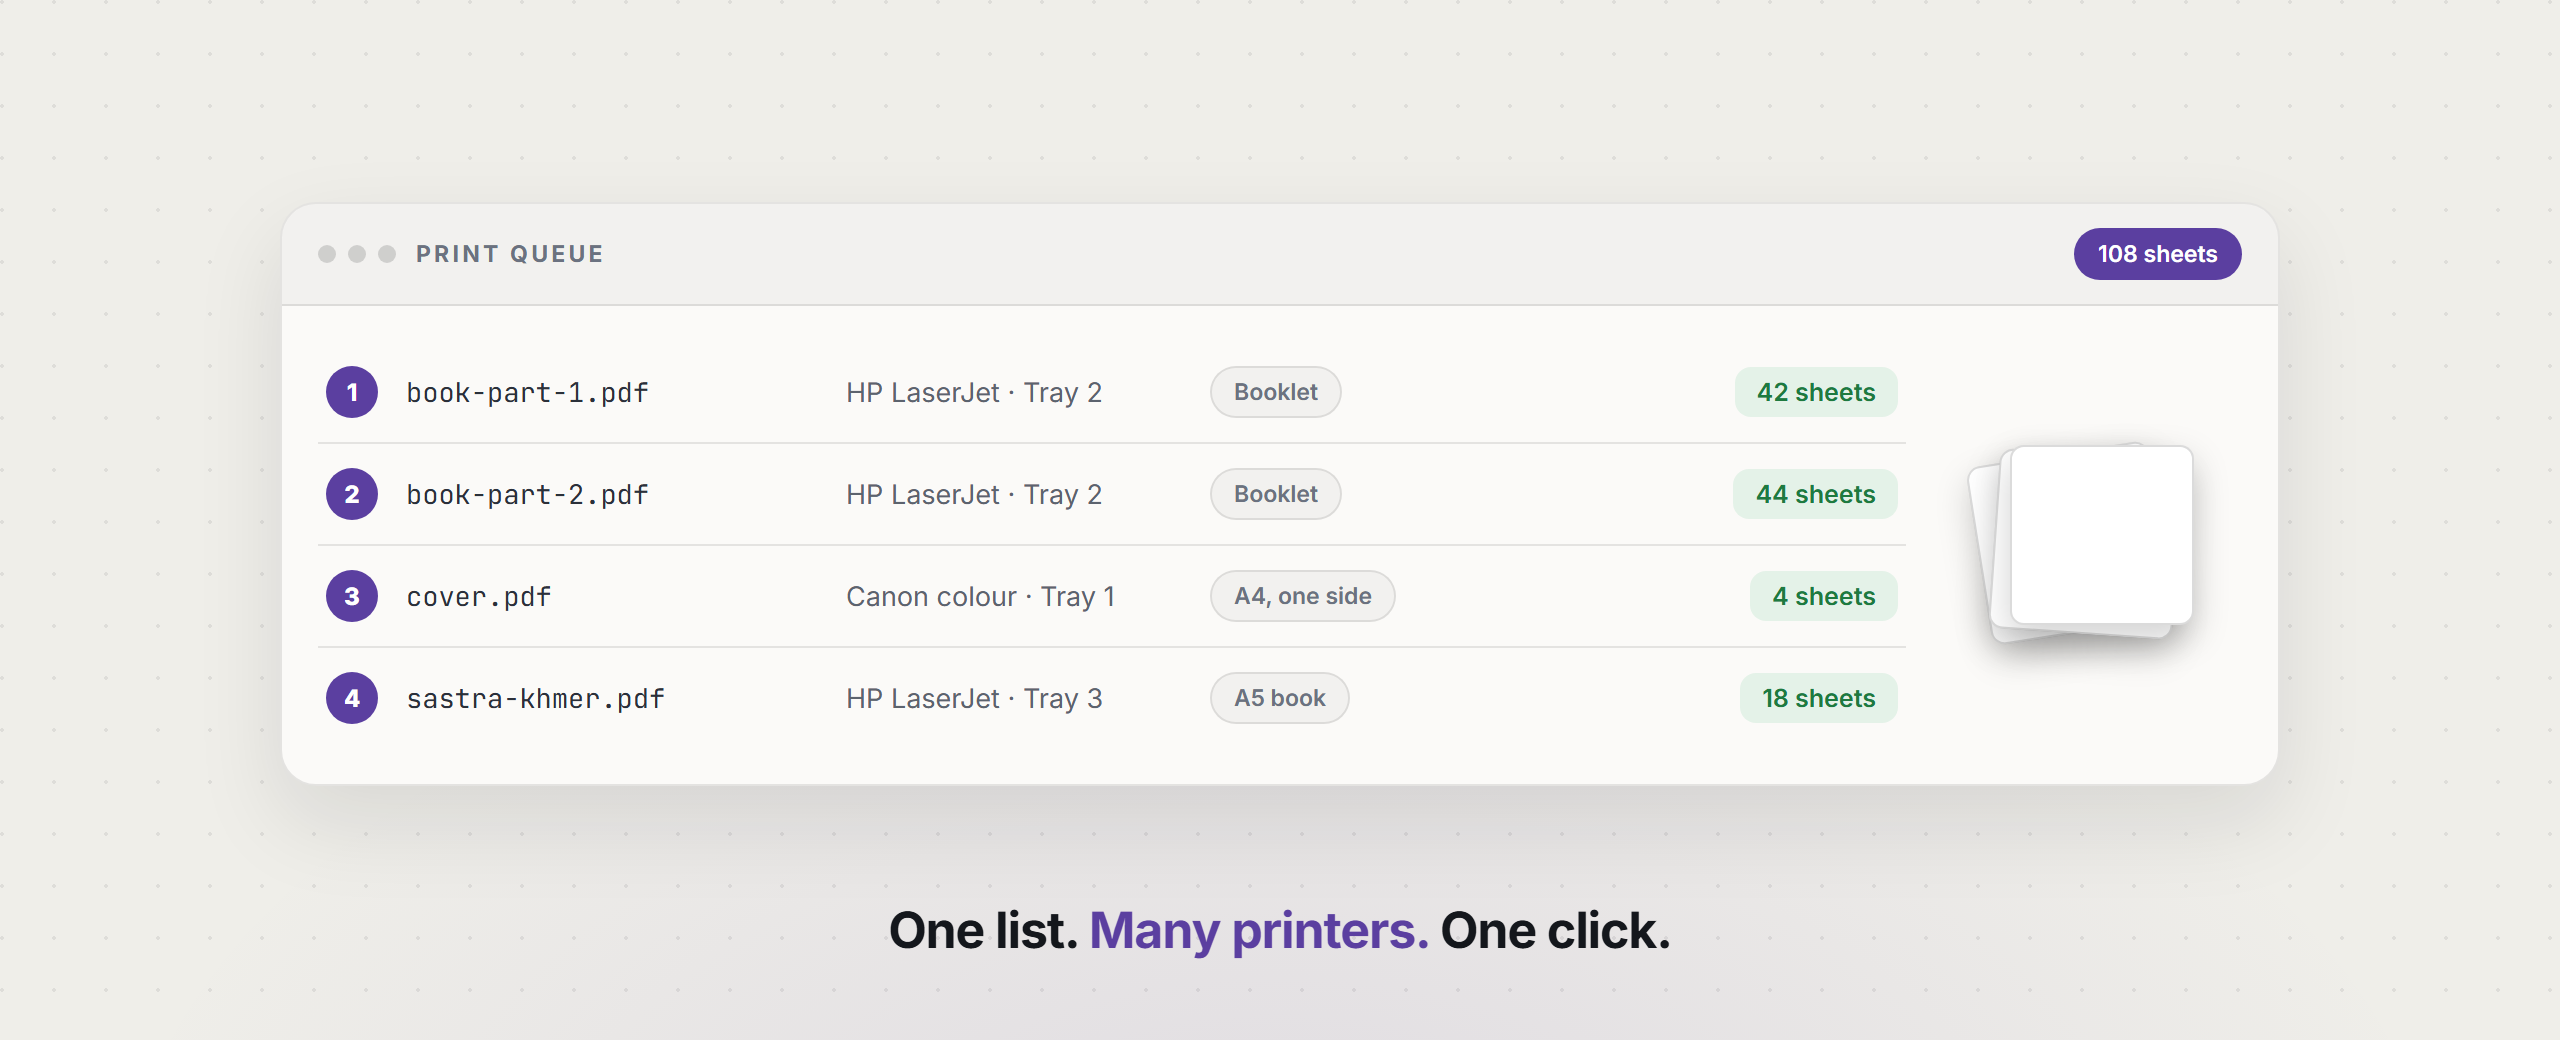 PRINT QUEUE
108 sheets
1 book-part-1.pdf HP LaserJet · Tray 2 Booklet 42 sheets
2 book-part-2.pdf HP LaserJet · Tray 2 Booklet 44 sheets
3 cover.pdf Canon colour · Tray 1 A4, one side 4 sheets
4 sastra-khmer.pdf HP LaserJet · Tray 3 A5 book 18 sheets
One list. Many printers. One click.